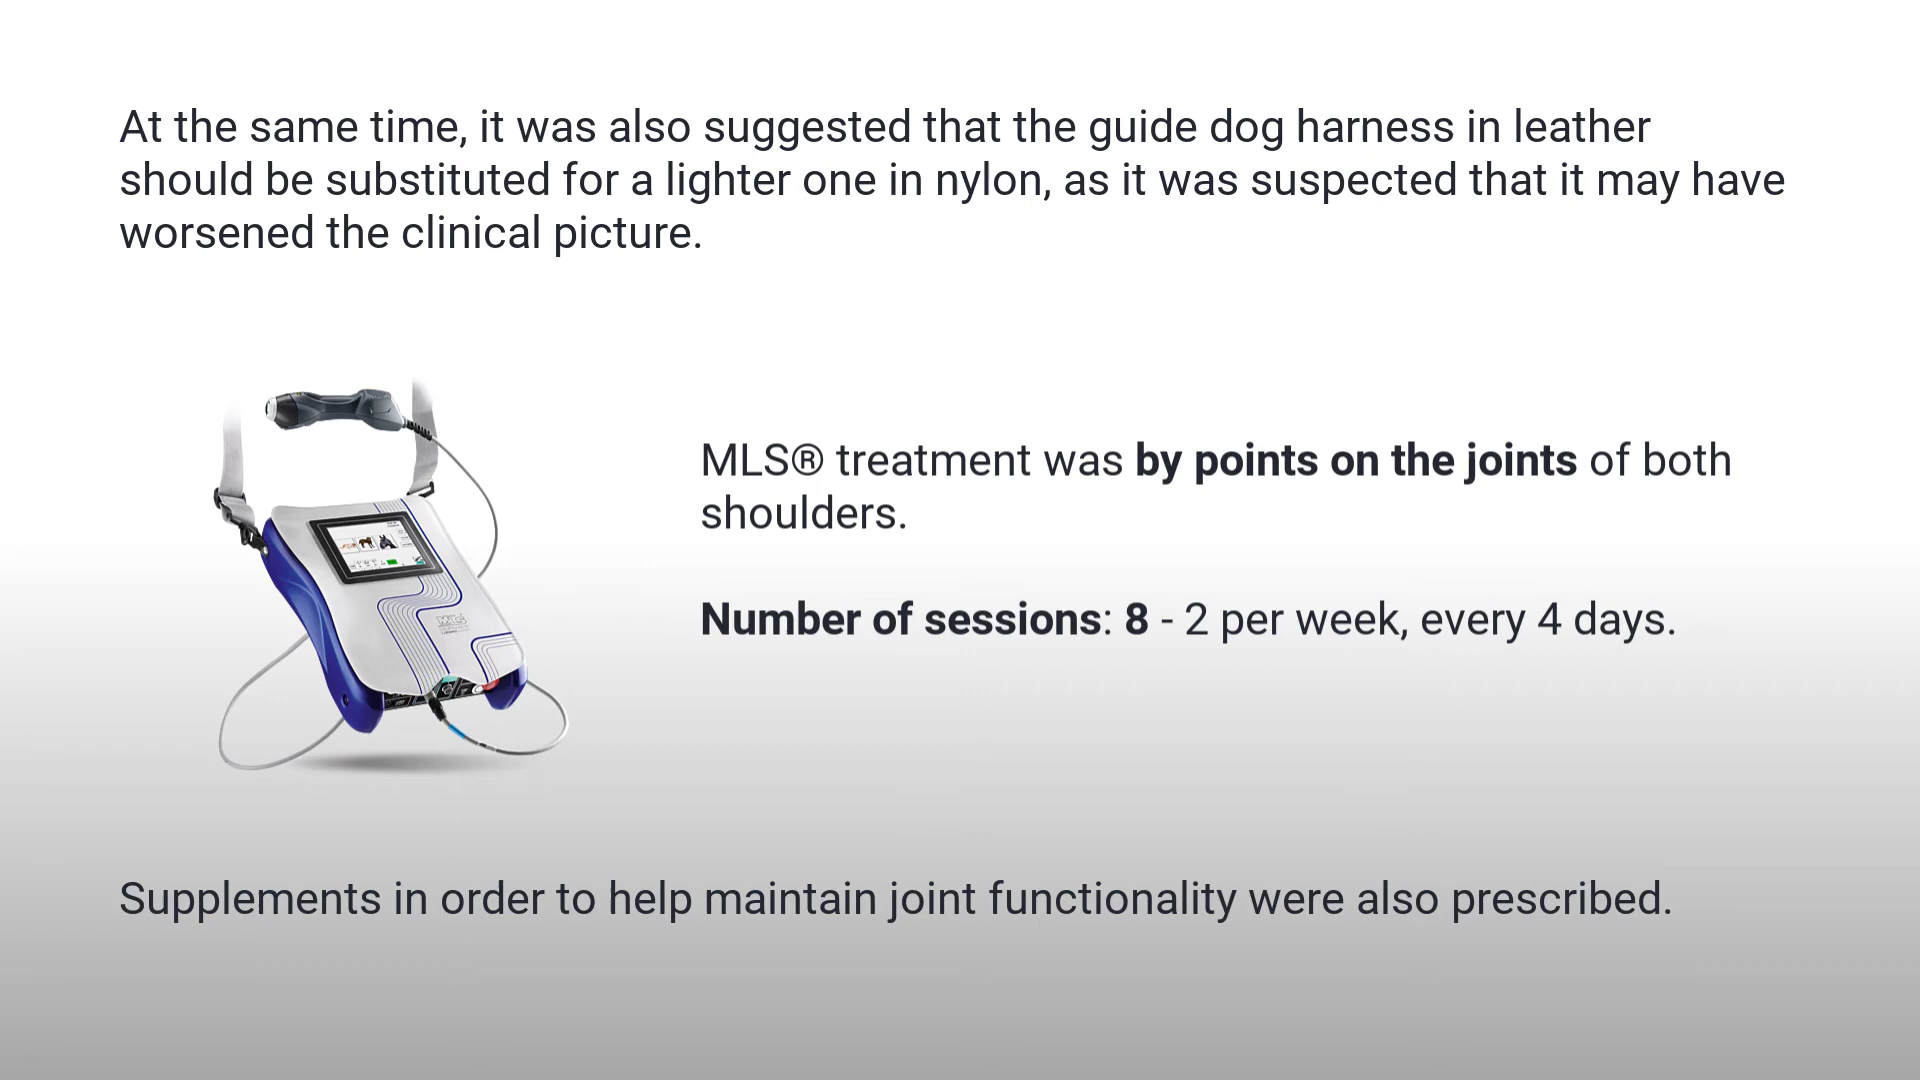 At the same time, it was also suggested that the guide dog harness in leather
should be substituted for a lighter one in nylon, as it was suspected that it may have
worsened the clinical picture.
MLS® treatment was by points on the joints of both
shoulders.
Number of sessions: 8 - 2 per week, every 4 days.
MLS
Supplements in order to help maintain joint functionality were also prescribed.